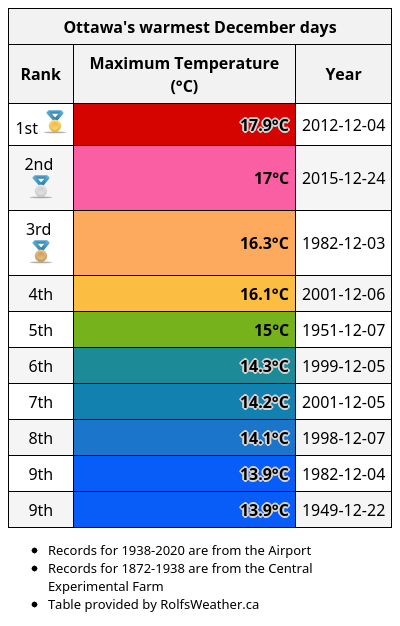 Ottawa's warmest December days
Rank Maximum Temperature (°C) Year
1st 17.9°C 2012-12-04
2nd 17°C 2015-12-24
3rd 16.3°C 1982-12-03
4th 16.1°C 2001-12-06
5th 15°C 1951-12-07
6th 14.3°C 1999-12-05
7th 14.2°C 2001-12-05
8th 14.1°C 1998-12-07
9th 13.9°C 1982-12-04
9th 13.9°C 1949-12-22
• Records for 1938-2020 are from the Airport
• Records for 1872-1938 are from the Central
Experimental Farm
• Table provided by RolfsWeather.ca